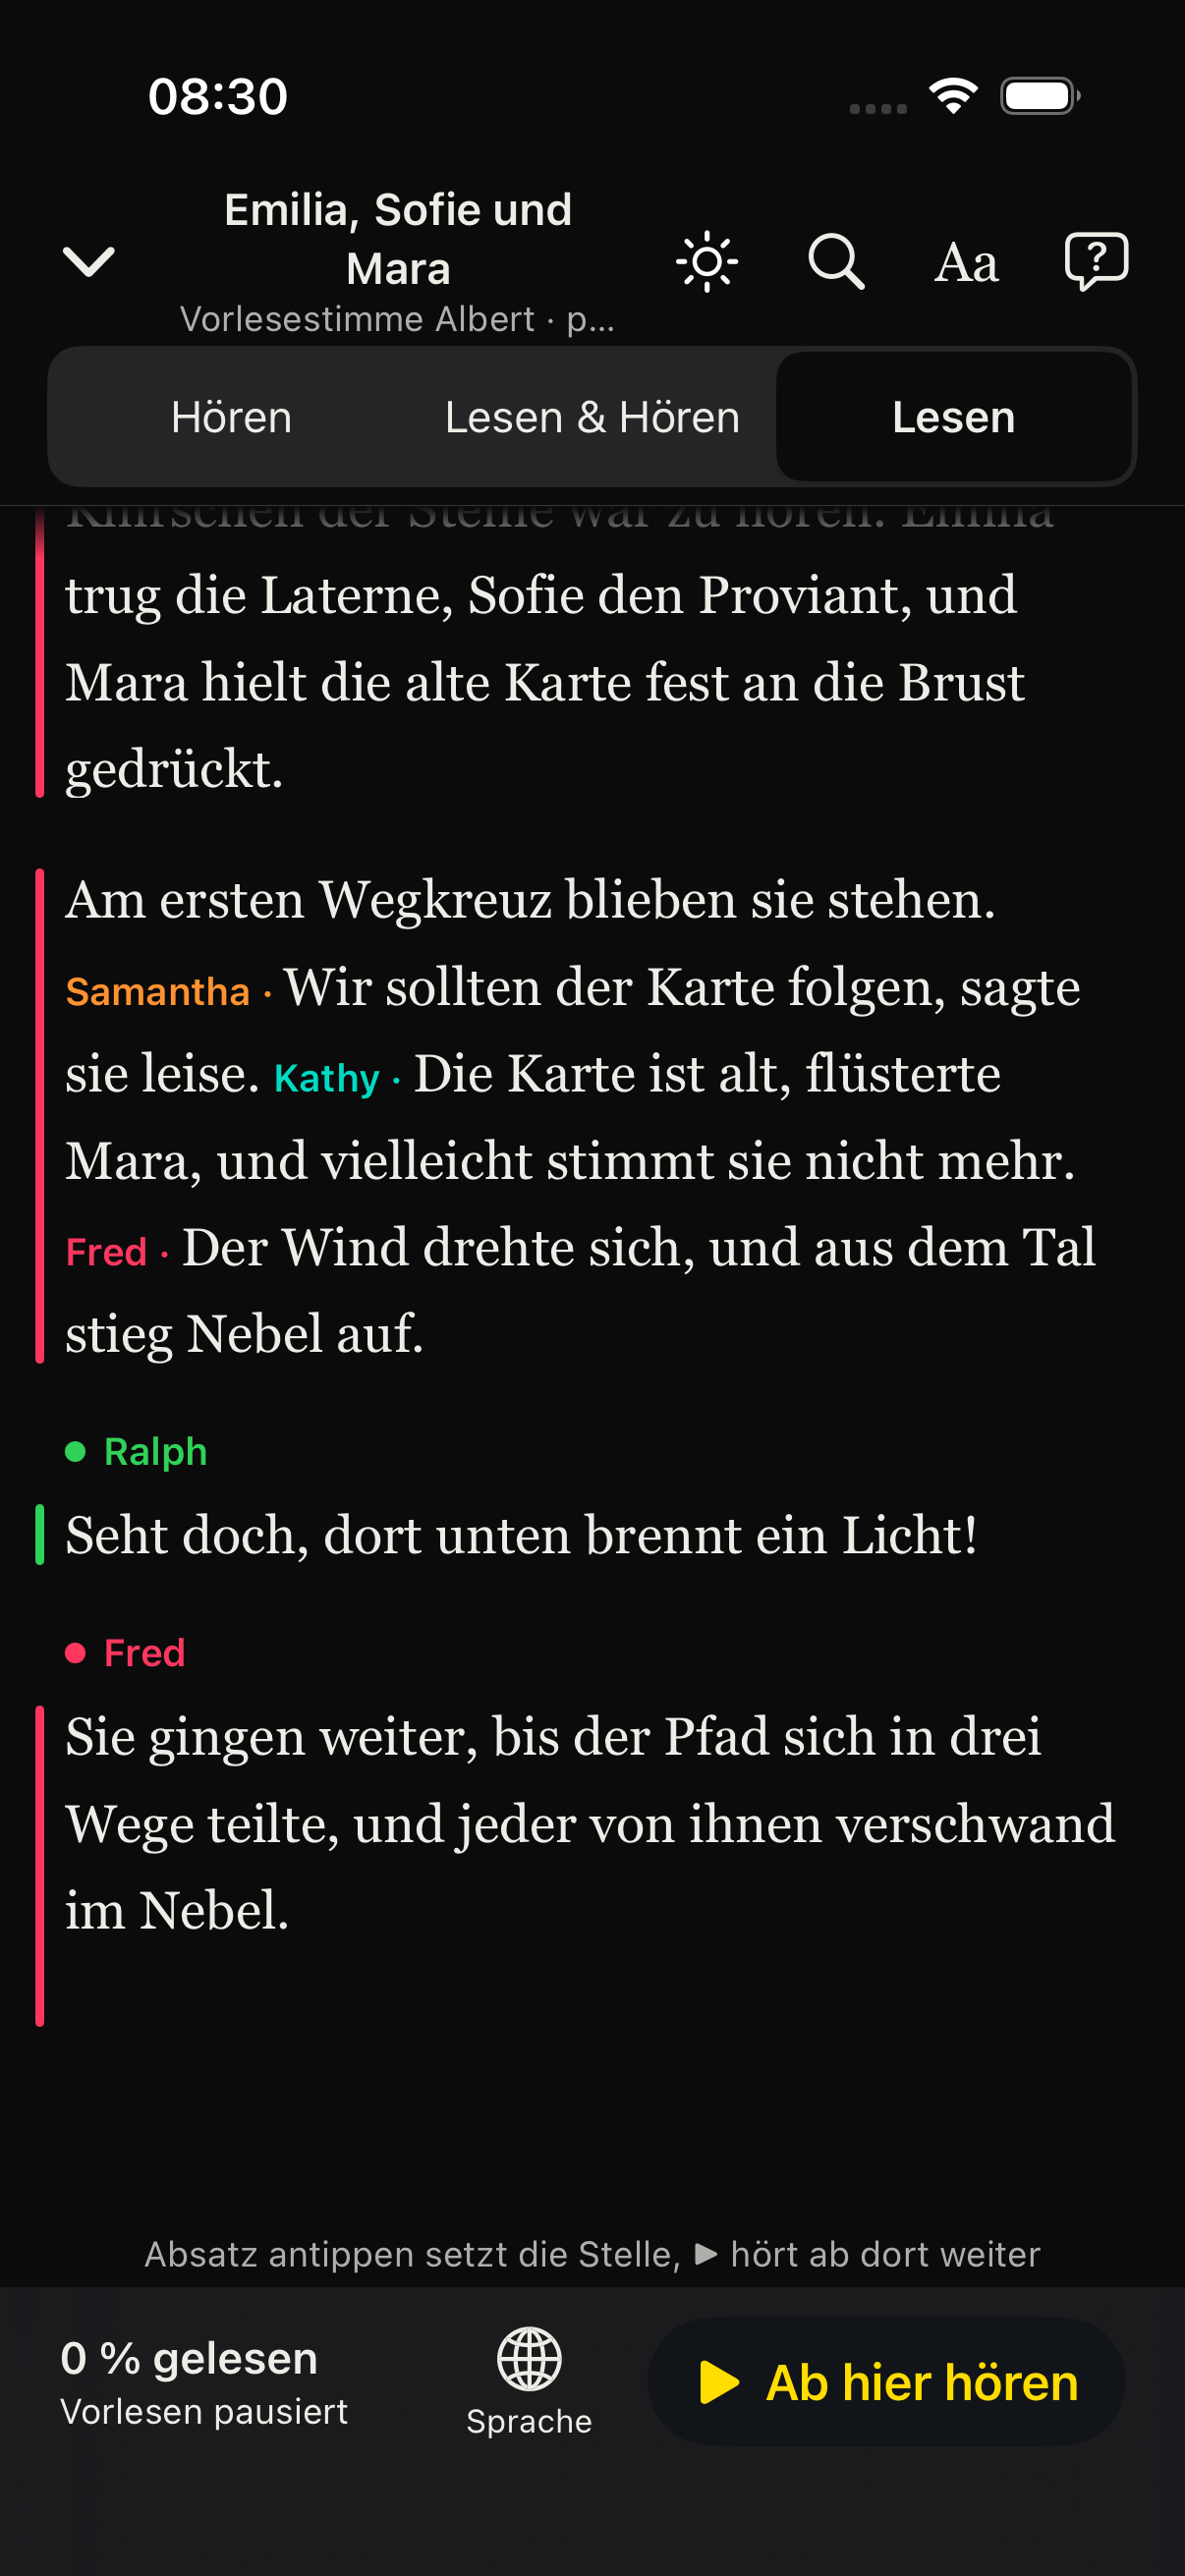 08:30
Emilia, Sofie und
Mara
Vorlesestimme Albert · p...
Aa
?
Hören
Lesen & Hören
Lesen
der Steine war zu hören. Emilia
trug die Laterne, Sofie den Proviant, und
Mara hielt die alte Karte fest an die Brust
gedrückt.
Am ersten Wegkreuz blieben sie stehen.
Samantha · Wir sollten der Karte folgen, sagte
sie leise. Kathy · Die Karte ist alt, flüsterte
Mara, und vielleicht stimmt sie nicht mehr.
Fred · Der Wind drehte sich, und aus dem Tal
stieg Nebel auf.
Ralph
Seht doch, dort unten brennt ein Licht!
Fred
Sie gingen weiter, bis der Pfad sich in drei
Wege teilte, und jeder von ihnen verschwand
im Nebel.
Absatz antippen setzt die Stelle, ▶ hört ab dort weiter
0 % gelesen
Vorlesen pausiert
Sprache
Ab hier hören